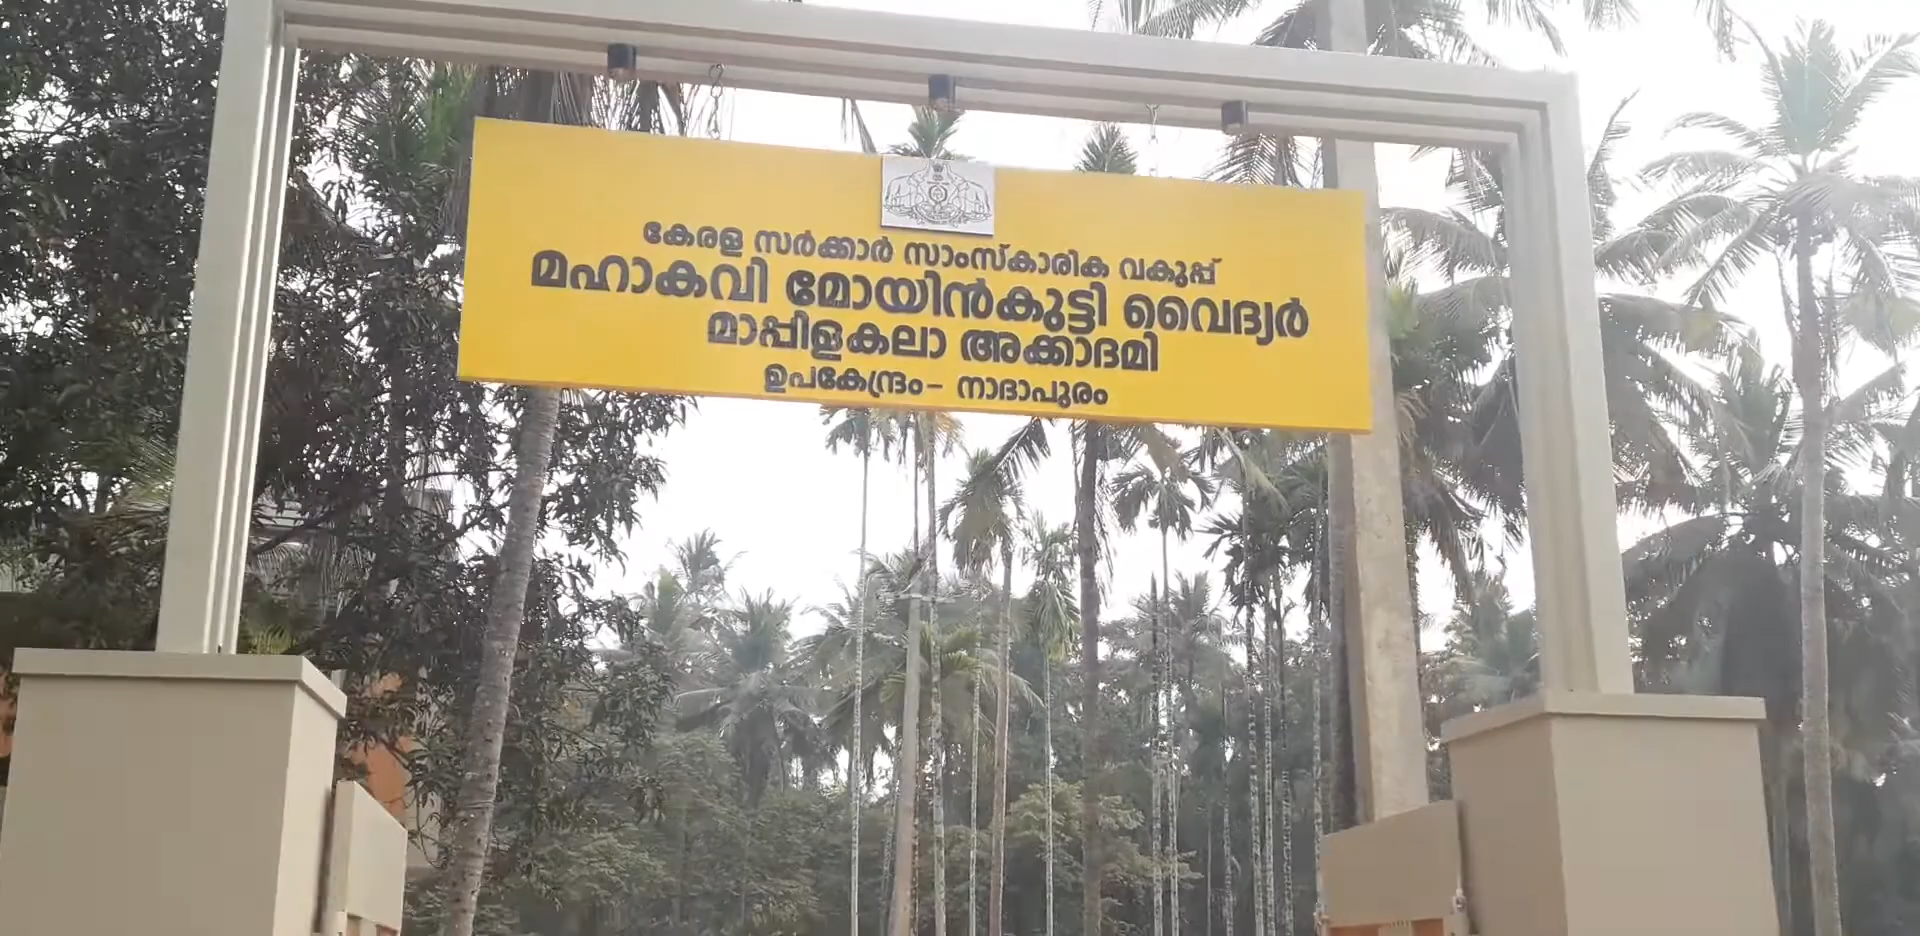 കേരള സർക്കാർ സാംസ്കാരിക വകുപ്പ്
മഹാകവി മോയിൻകുട്ടി വൈദ്യർ
മാപ്പിളകലാ അക്കാദമി
ഉപകേന്ദ്രം - നാദാപുരം